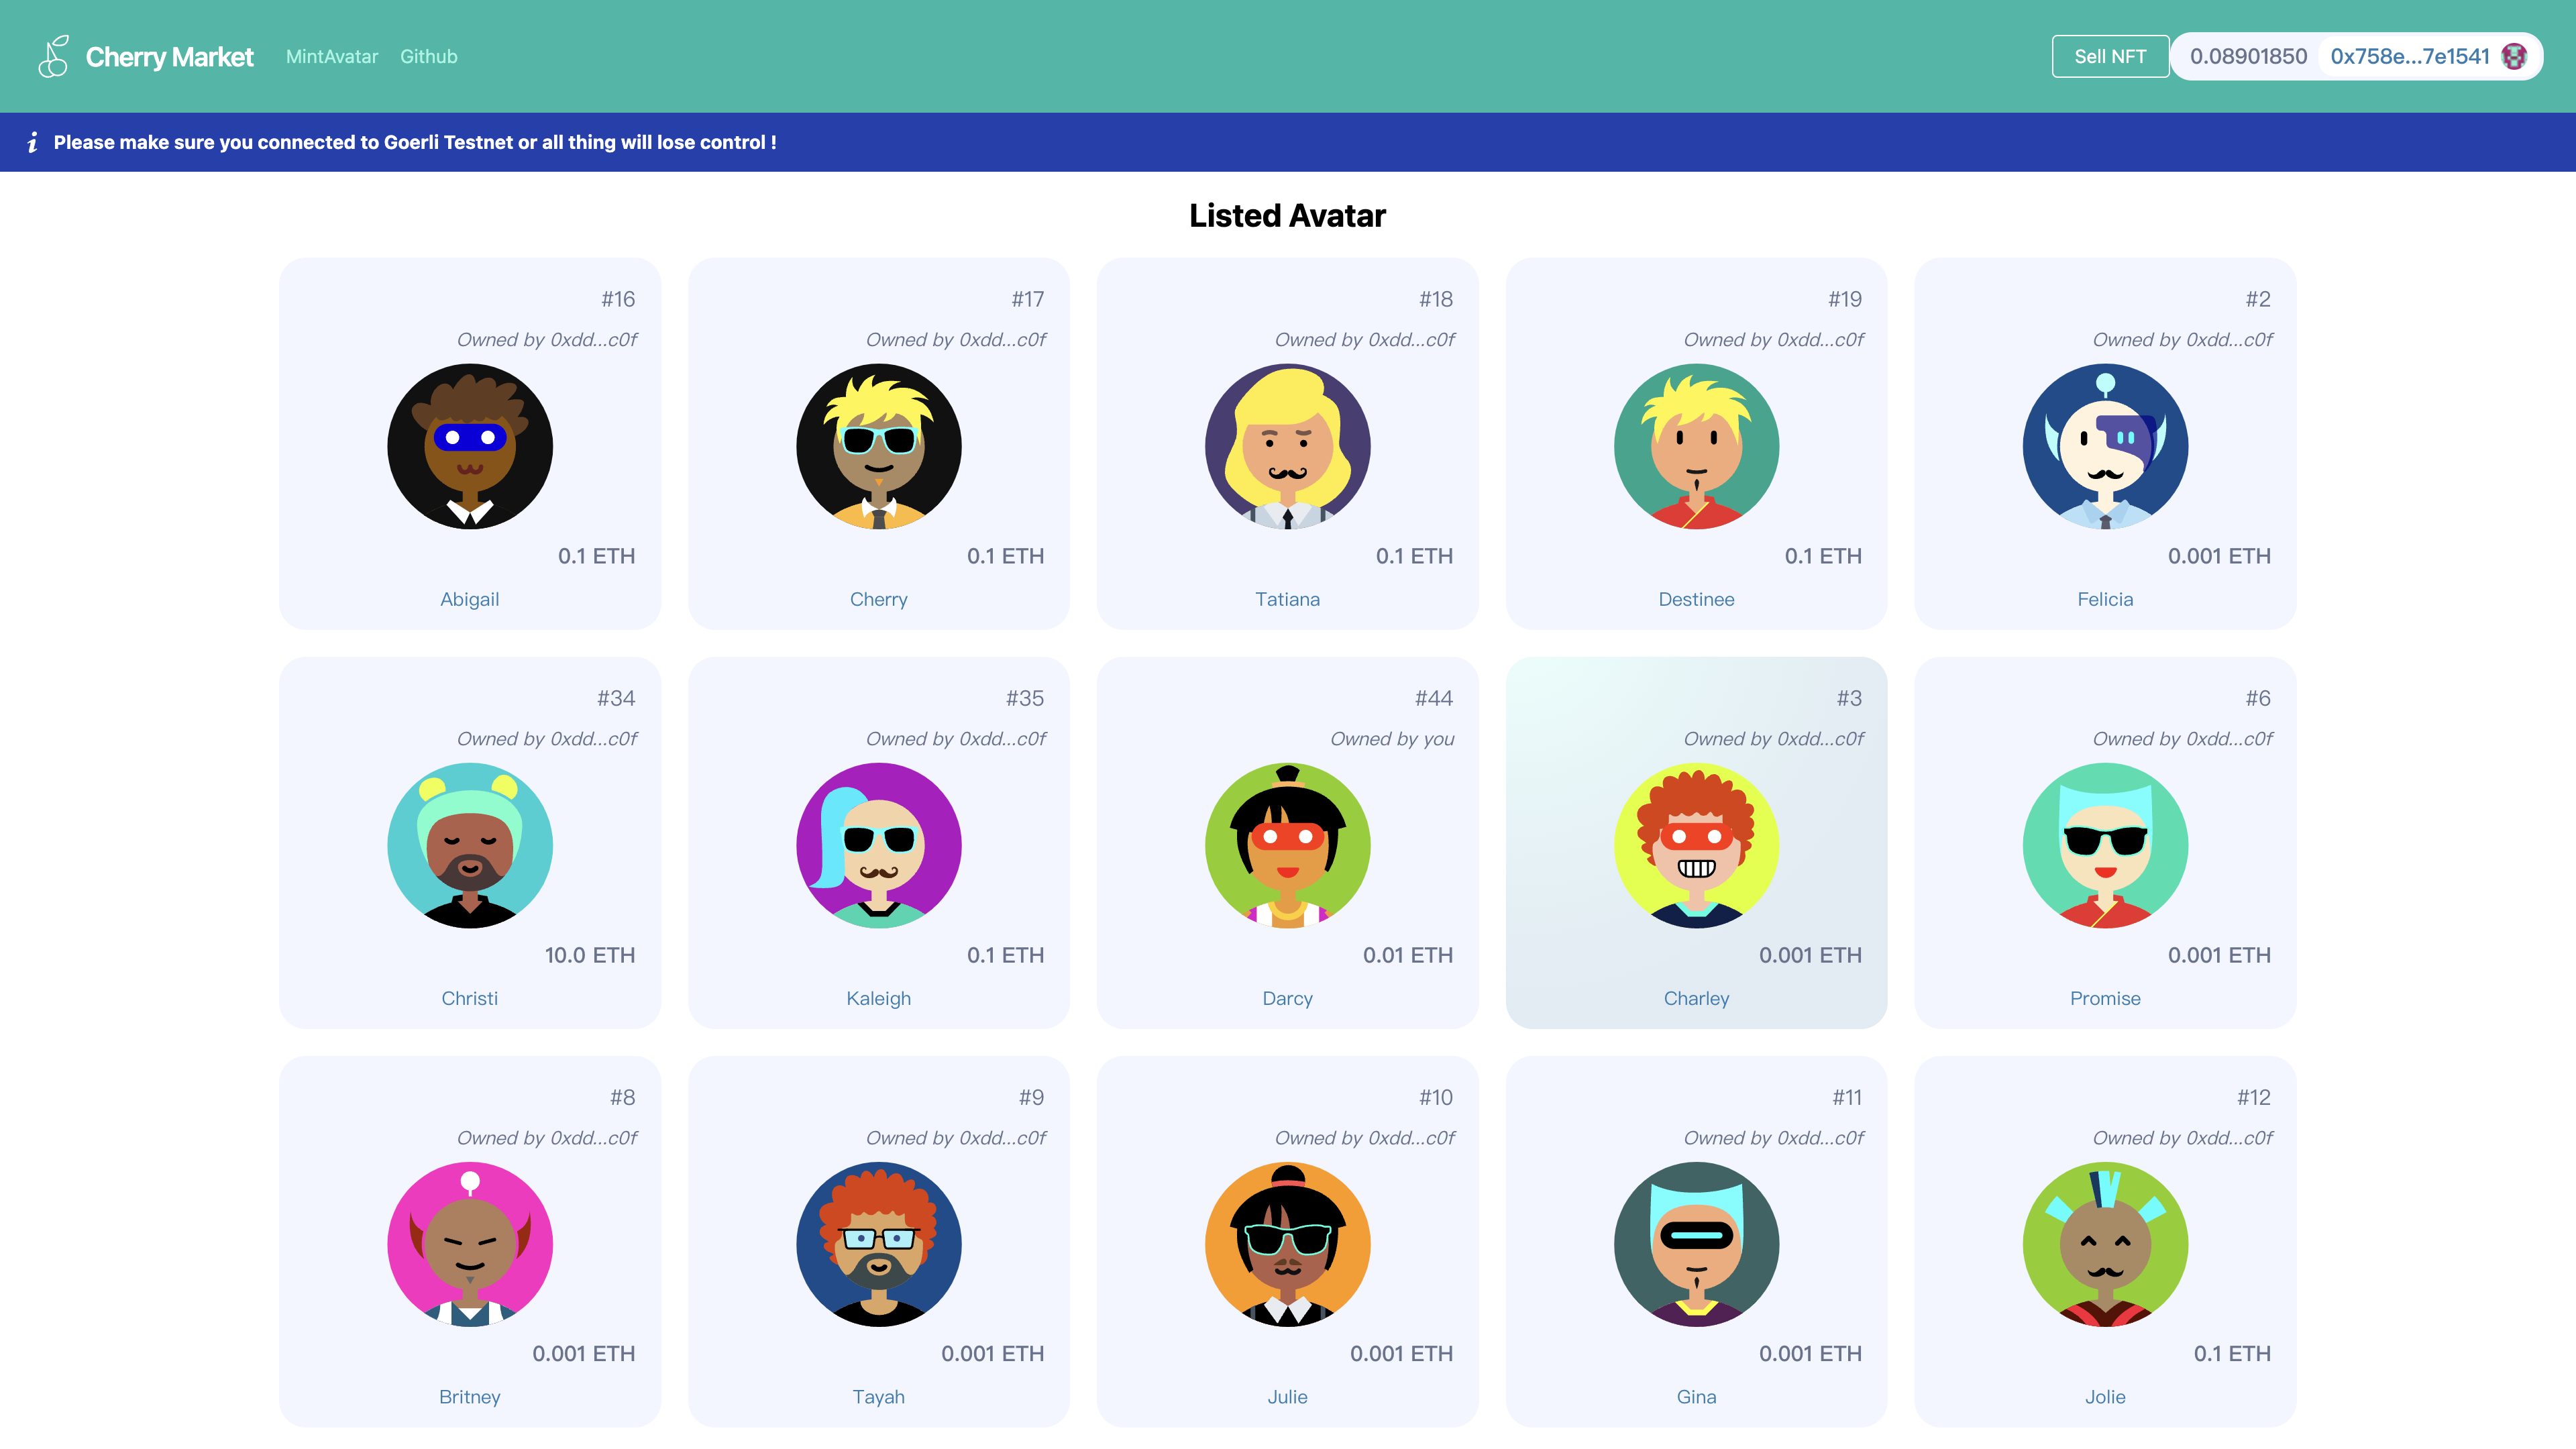 Cherry Market MintAvatar Github Sell NFT 0.08901850 0x758e...7e1541
i Please make sure you connected to Goerli Testnet or all thing will lose control !
Listed Avatar
#16
Owned by 0xdd...c0f
0.1 ETH
Abigail
#17
Owned by 0xdd...c0f
0.1 ETH
Cherry
#18
Owned by 0xdd...c0f
0.1 ETH
Tatiana
#19
Owned by 0xdd...c0f
0.1 ETH
Destinee
#2
Owned by 0xdd...c0f
0.001 ETH
Felicia
#34
Owned by 0xdd...c0f
10.0 ETH
Christi
#35
Owned by 0xdd...c0f
0.1 ETH
Kaleigh
#44
Owned by you
0.01 ETH
Darcy
#3
Owned by 0xdd...c0f
0.001 ETH
Charley
#6
Owned by 0xdd...c0f
0.001 ETH
Promise
#8
Owned by 0xdd...c0f
0.001 ETH
Britney
#9
Owned by 0xdd...c0f
0.001 ETH
Tayah
#10
Owned by 0xdd...c0f
0.001 ETH
Julie
#11
Owned by 0xdd...c0f
0.001 ETH
Gina
#12
Owned by 0xdd...c0f
0.1 ETH
Jolie